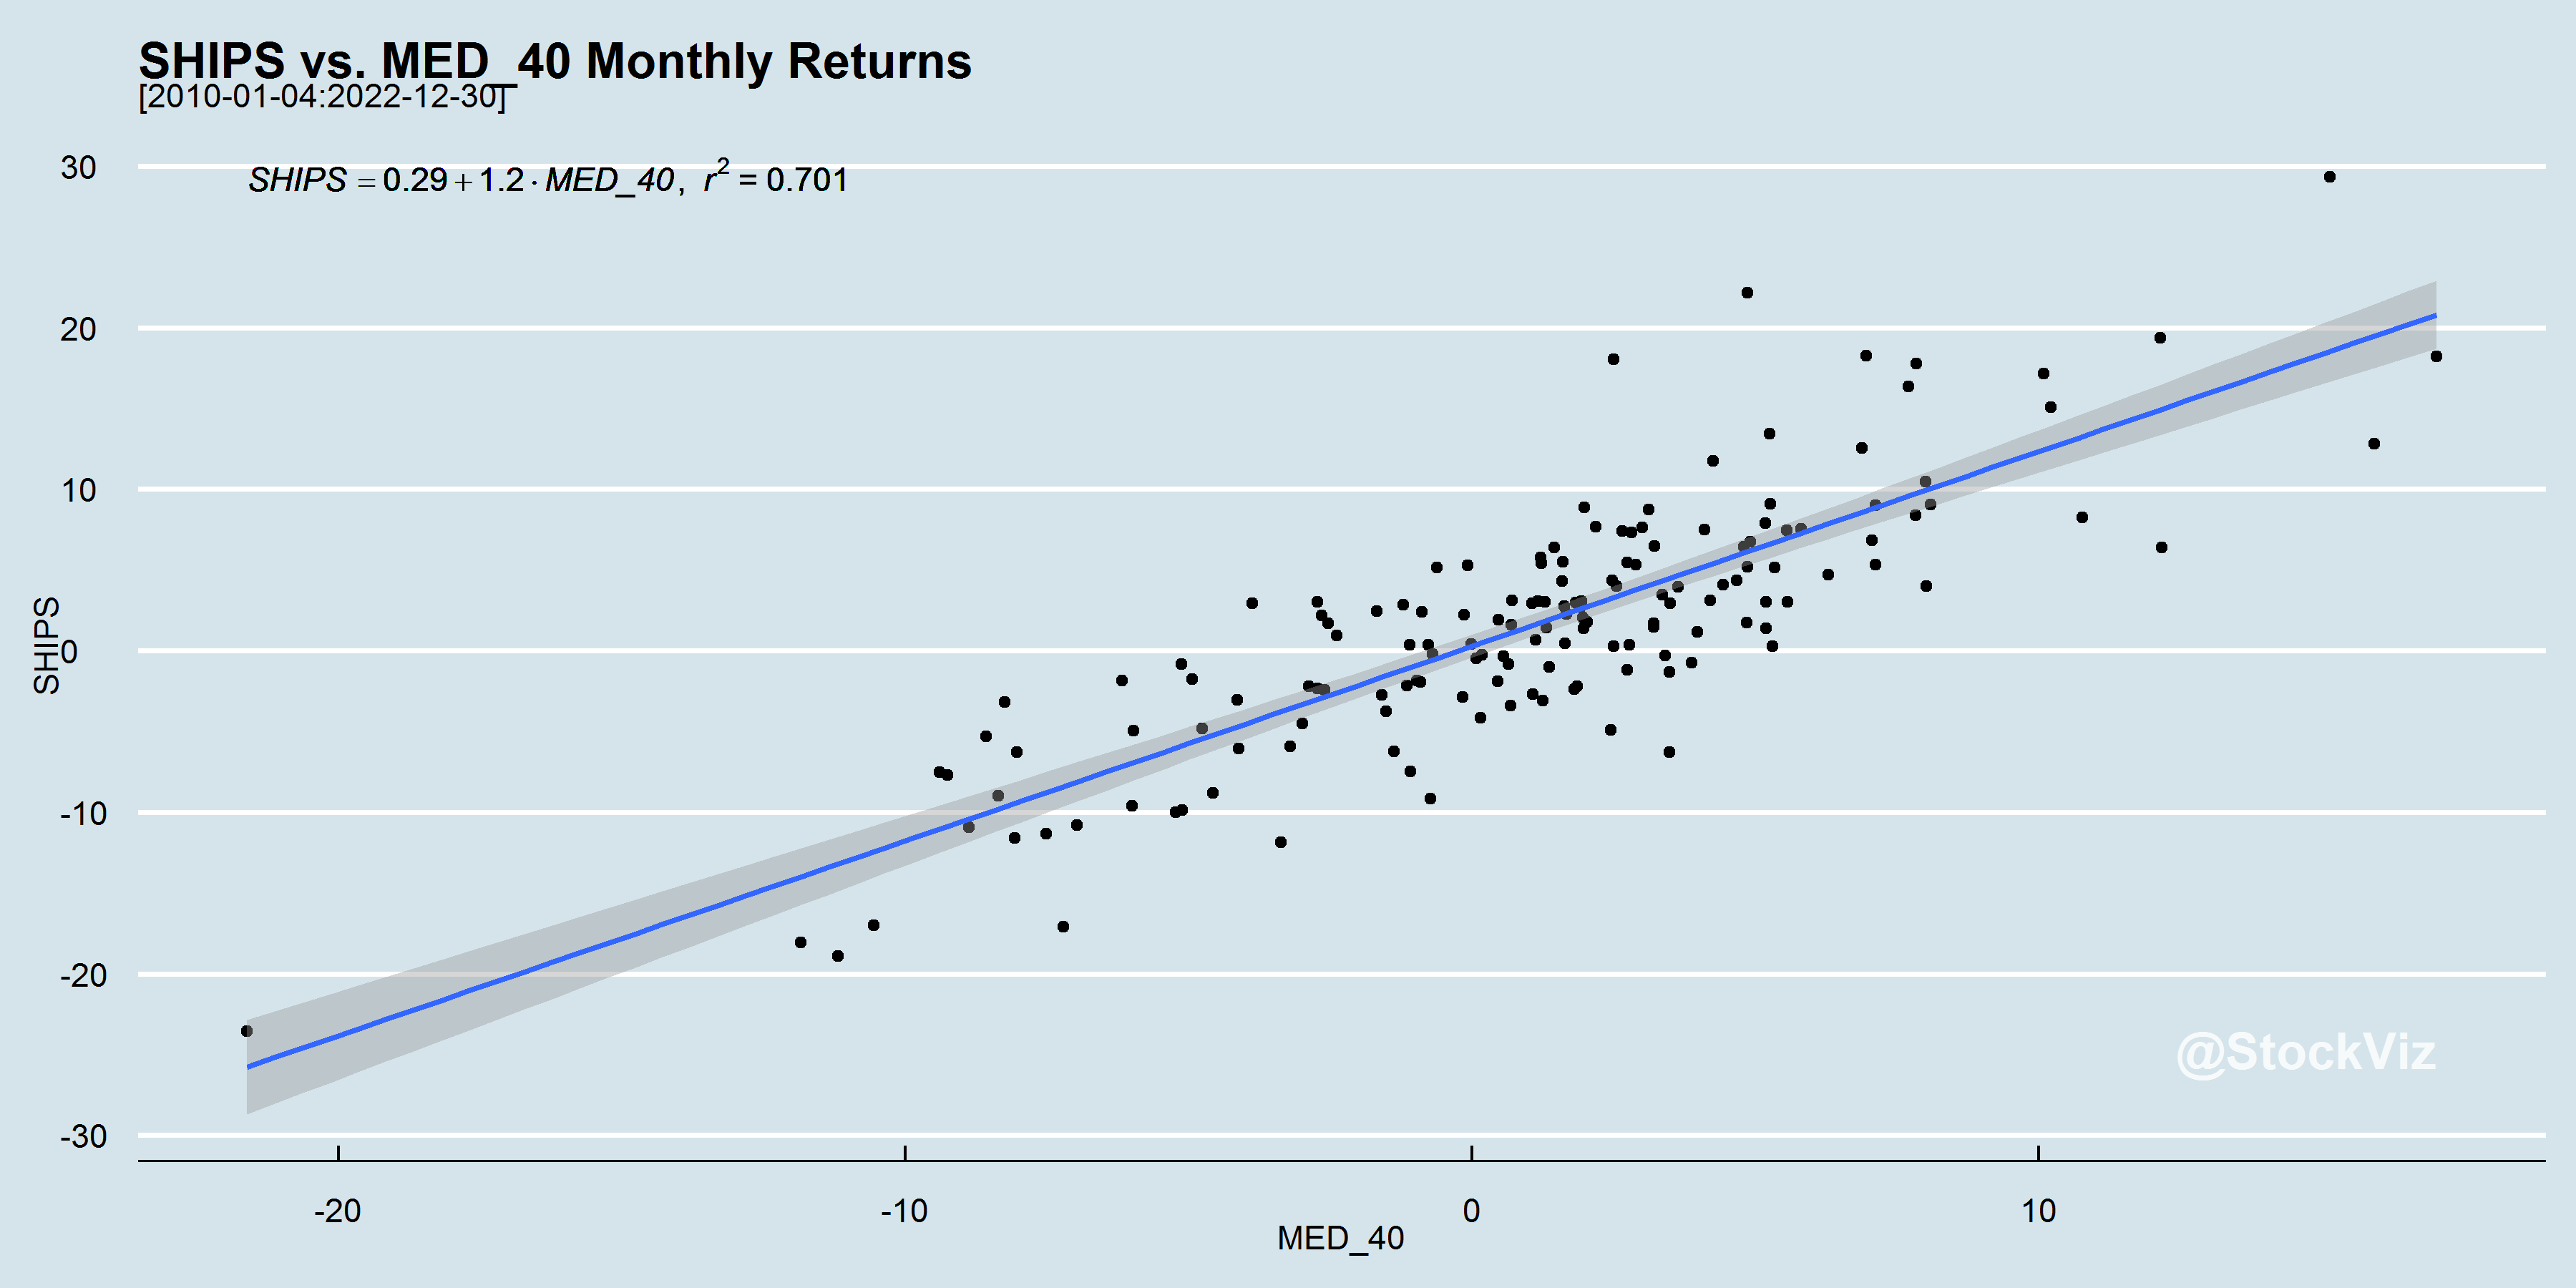 SHIPS vs. MED_40 Monthly Returns
[2010-01-04:2022-12-30]
SHIPS = 0.29 + 1.2 · MED_40, r² = 0.701
30
20
10
0
-10
-20
-30
SHIPS
@StockViz
-20 -10 0 10
MED_40